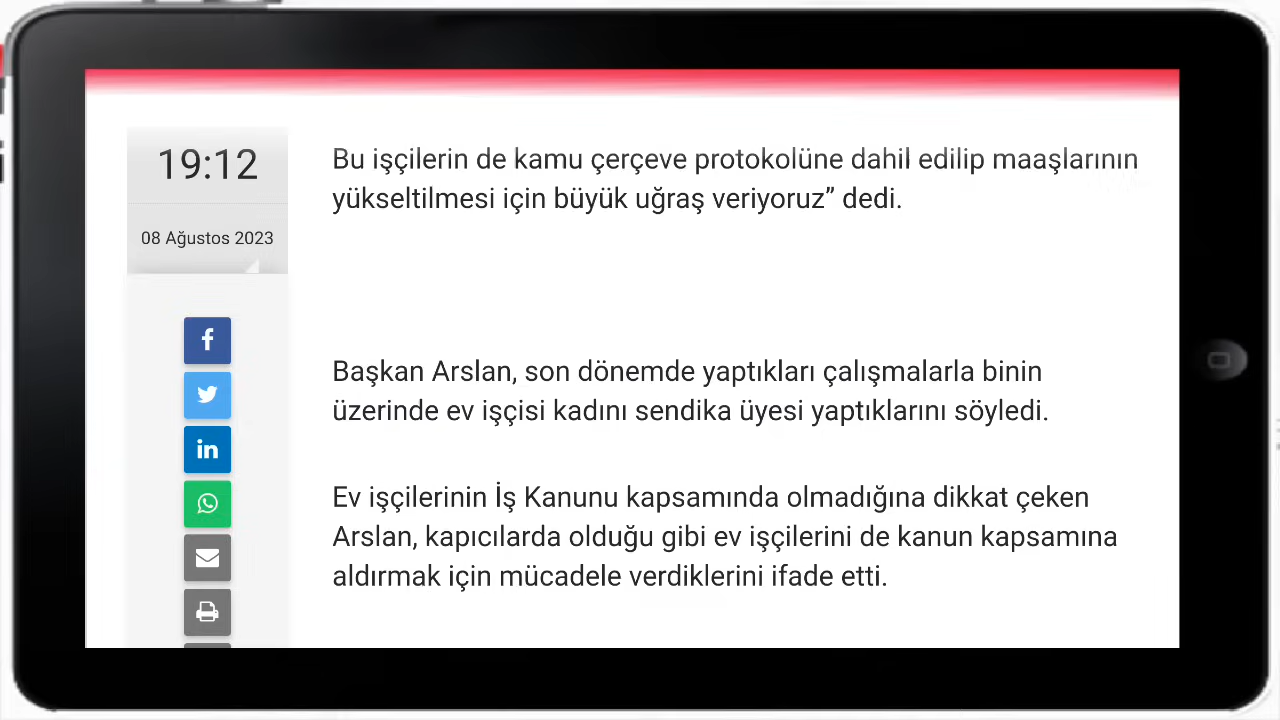 19:12
08 Ağustos 2023
Bu işçilerin de kamu çerçeve protokolüne dahil edilip maaşlarının
yükseltilmesi için büyük uğraş veriyoruz” dedi.
Başkan Arslan, son dönemde yaptıkları çalışmalarla binin
üzerinde ev işçisi kadını sendika üyesi yaptıklarını söyledi.
Ev işçilerinin İş Kanunu kapsamında olmadığına dikkat çeken
Arslan, kapıcılarda olduğu gibi ev işçilerini de kanun kapsamına
aldırmak için mücadele verdiklerini ifade etti.